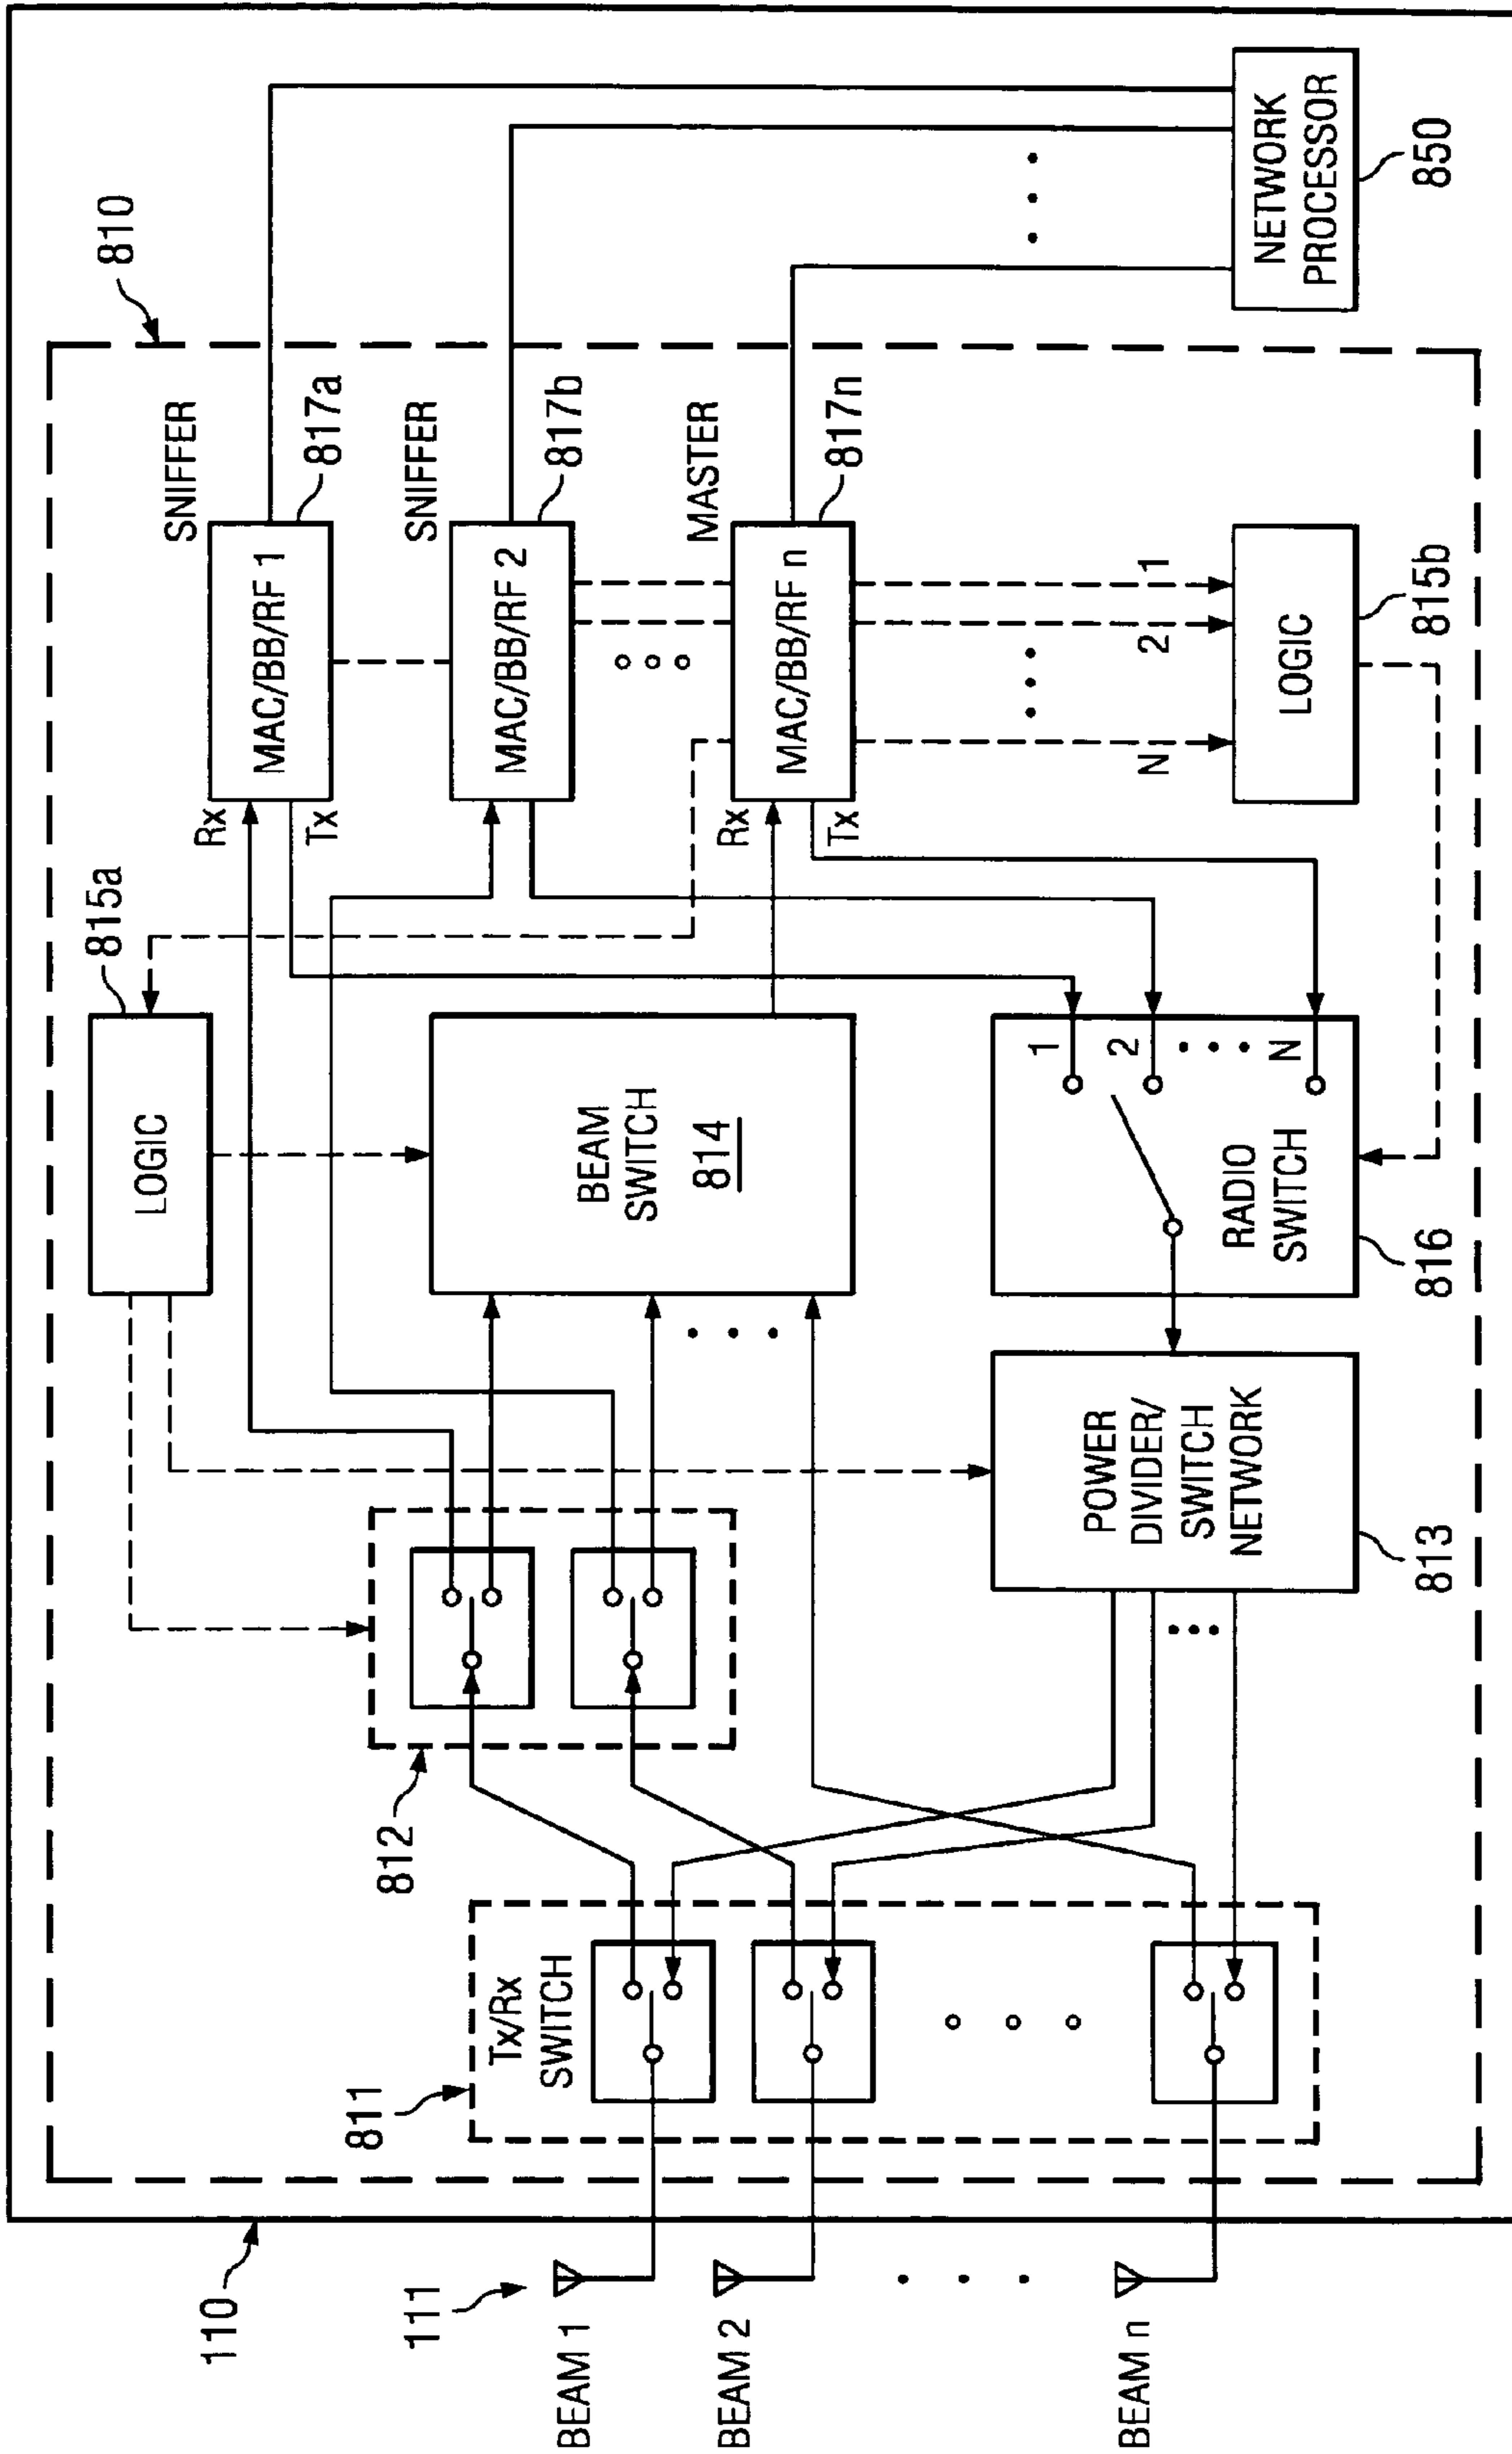 110
810
815a
LOGIC
SNIFFER
817a
MAC/BB/RF 1
Rx
Tx
812
BEAM
SWITCH
814
SNIFFER
817b
MAC/BB/RF 2
811
Tx/Rx
SWITCH
MASTER
817n
MAC/BB/RF n
Rx
Tx
111
BEAM 1
BEAM 2
BEAM n
POWER
DIVIDER/
SWITCH
NETWORK
813
1
2
N
RADIO
SWITCH
816
1
2
N
LOGIC
815b
NETWORK
PROCESSOR
850